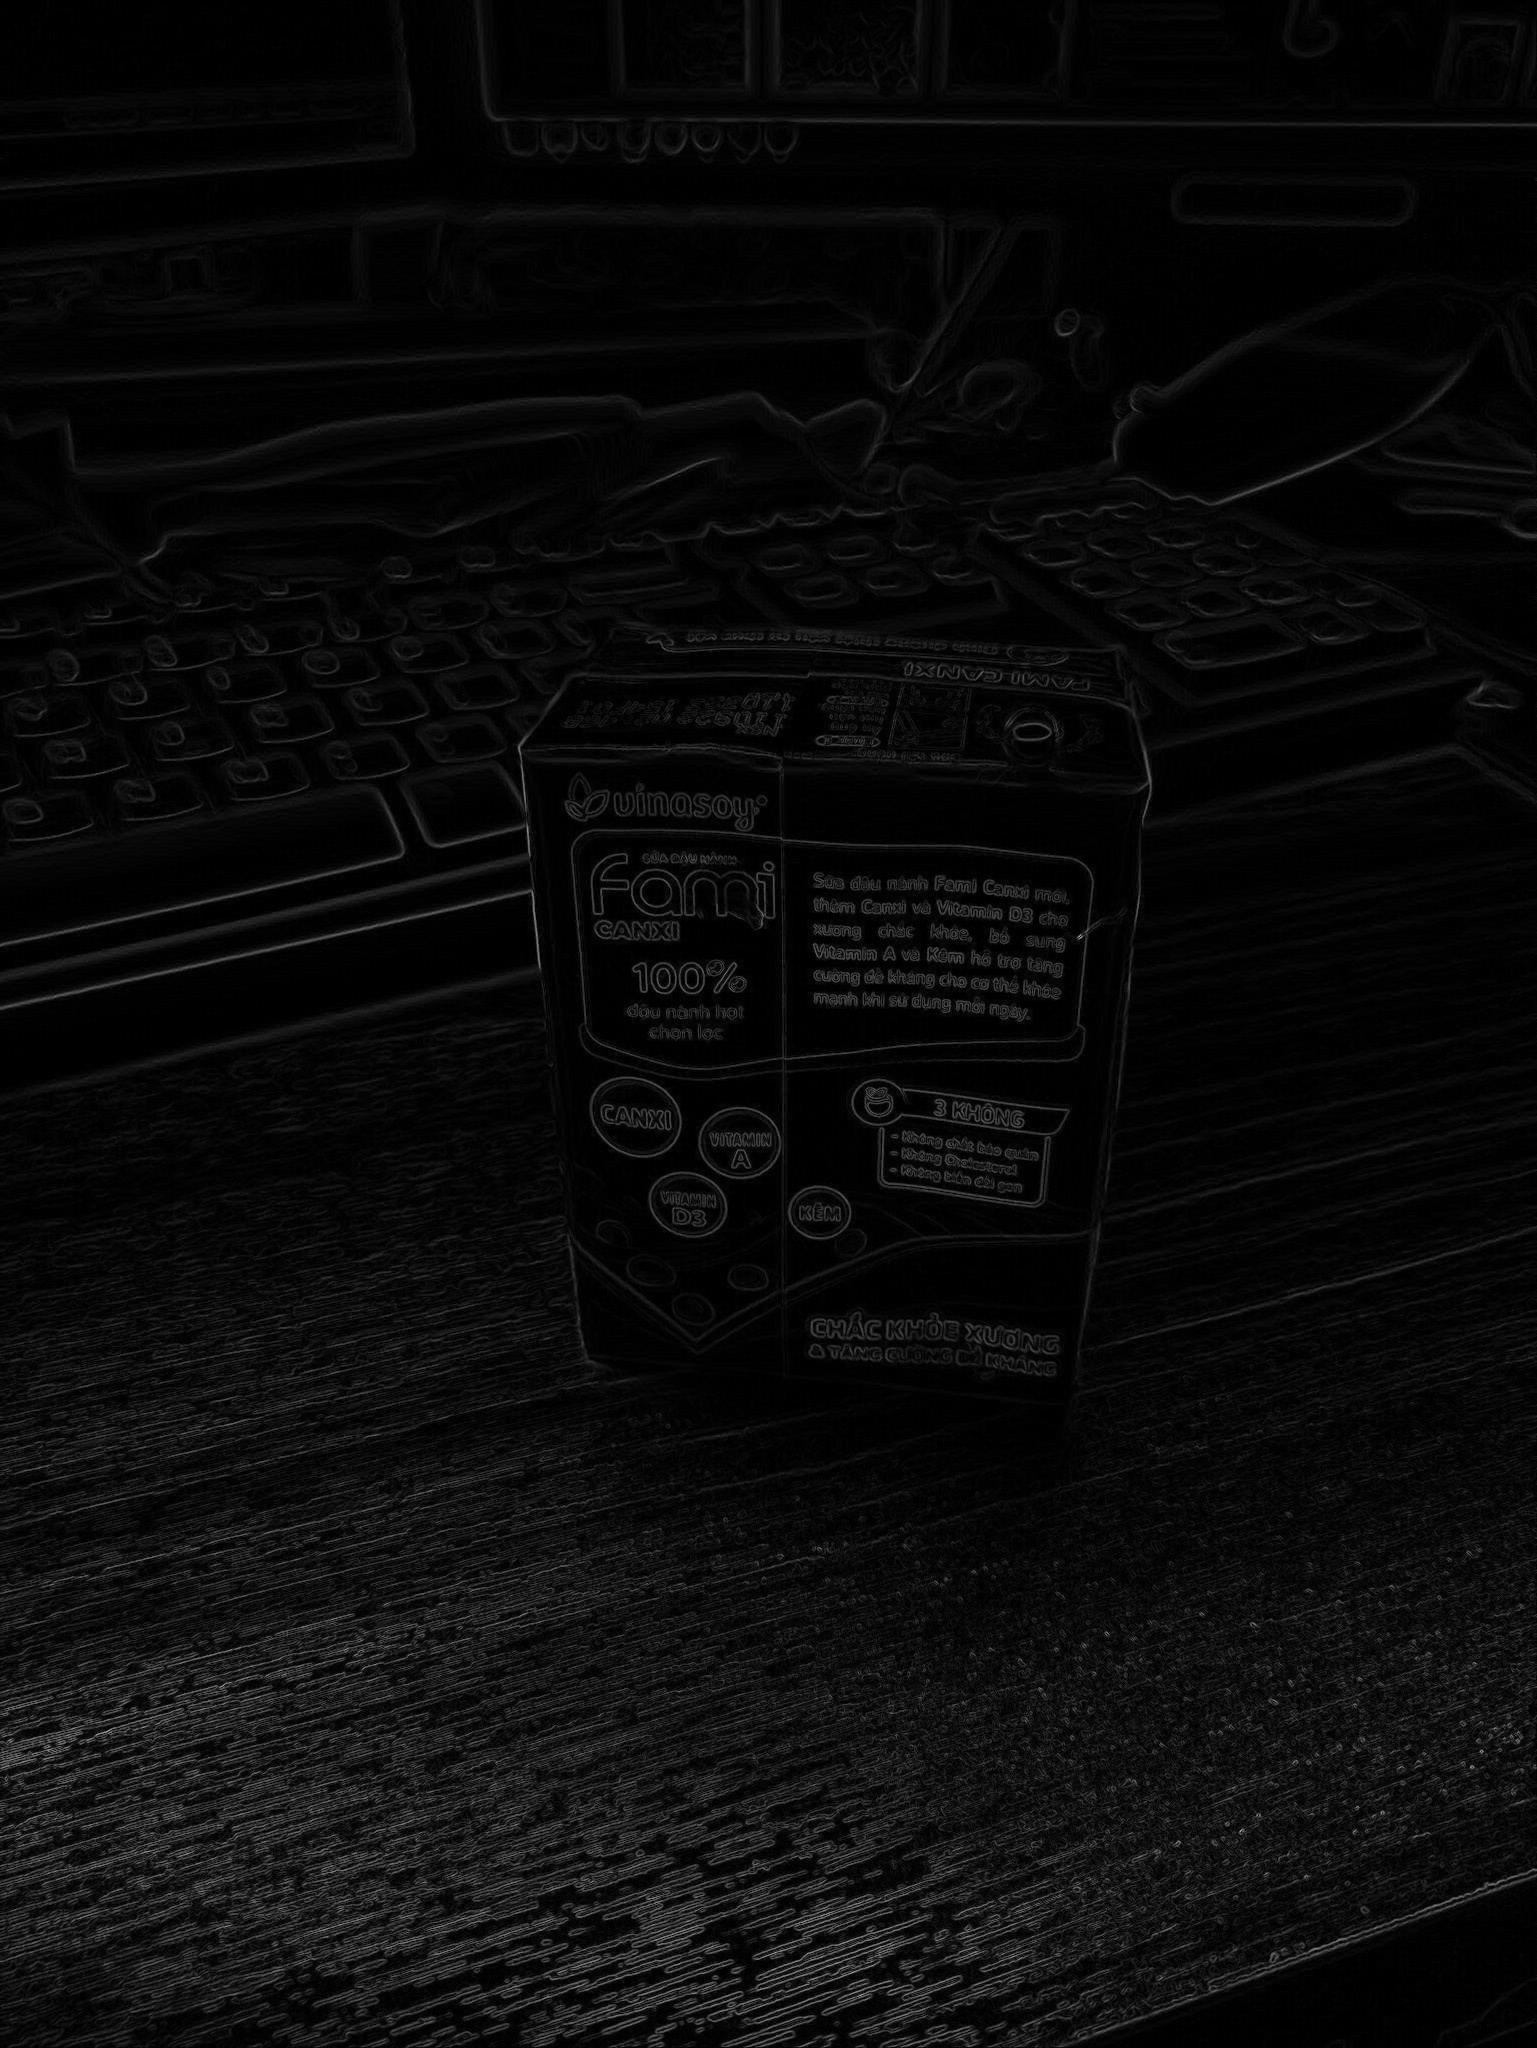 FAMI CANXI
NSX
vinasoy
SỮA ĐẬU NÀNH
Fami
CANXI
100%
đậu nành hạt
chọn lọc
Sữa đậu nành Fami Canxi mới,
thêm Canxi và Vitamin D3 cho
xương chắc khỏe, bổ sung
Vitamin A và Kẽm hỗ trợ tăng
cường đề kháng cho cơ thể khỏe
mạnh khi sử dụng mỗi ngày.
CANXI
VITAMIN
A
VITAMIN
D3
KẼM
3 KHÔNG
- Không chất bảo quản
- Không Cholesterol
- Không biến đổi gen
CHẮC KHỎE XƯƠNG
& TĂNG CƯỜNG ĐỀ KHÁNG